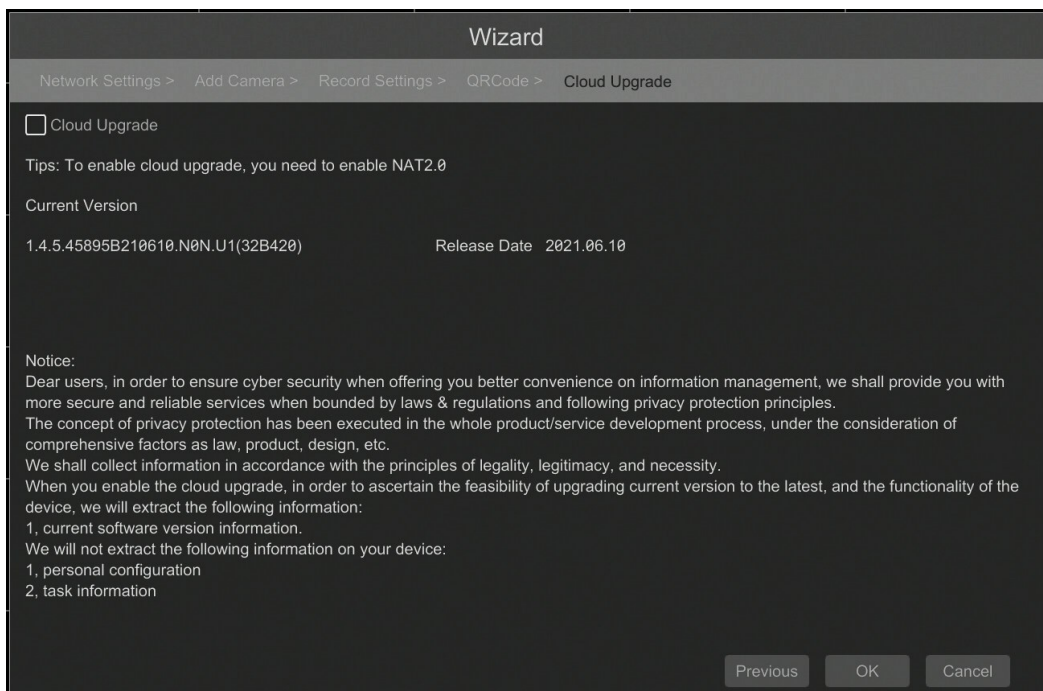 Wizard
Network Settings > Add Camera > Record Settings > QRCode > Cloud Upgrade
Cloud Upgrade
Tips: To enable cloud upgrade, you need to enable NAT2.0
Current Version
1.4.5.45895B210610.N0N.U1(32B420) Release Date 2021.06.10
Notice:
Dear users, in order to ensure cyber security when offering you better convenience on information management, we shall provide you with
more secure and reliable services when bounded by laws & regulations and following privacy protection principles.
The concept of privacy protection has been executed in the whole product/service development process, under the consideration of
comprehensive factors as law, product, design, etc.
We shall collect information in accordance with the principles of legality, legitimacy, and necessity.
When you enable the cloud upgrade, in order to ascertain the feasibility of upgrading current version to the latest, and the functionality of the
device, we will extract the following information:
1, current software version information.
We will not extract the following information on your device:
1, personal configuration
2, task information
Previous OK Cancel